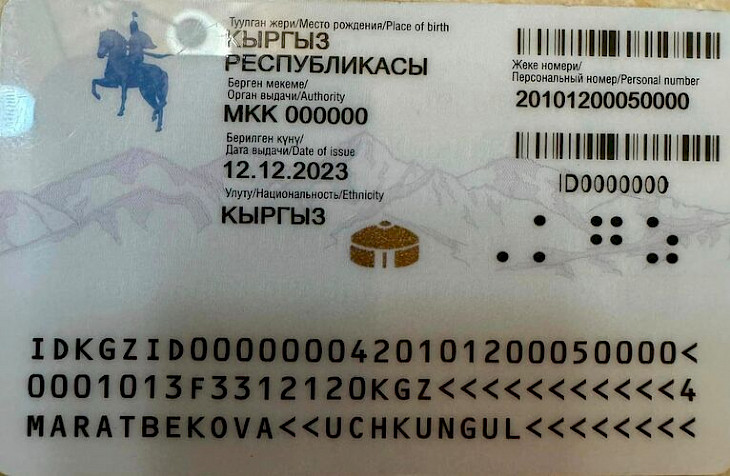 Туулган жери/Место рождения/Place of birth
КЫРГЫЗ
РЕСПУБЛИКАСЫ
Берген мекеме/
Орган выдачи/Authority
МКК 000000
Берилген күнү/
Дата выдачи/Date of issue
12.12.2023
Улуту/Национальность/Ethnicity
КЫРГЫЗ
Жеке номери/
Персональный номер/Personal number
20101200050000
ID0000000
IDKGZID0000000420101200050000<
0001013F3312120KGZ<<<<<<<<<<<4
MARATBEKOVA<<UCHKUNGUL<<<<<<<<